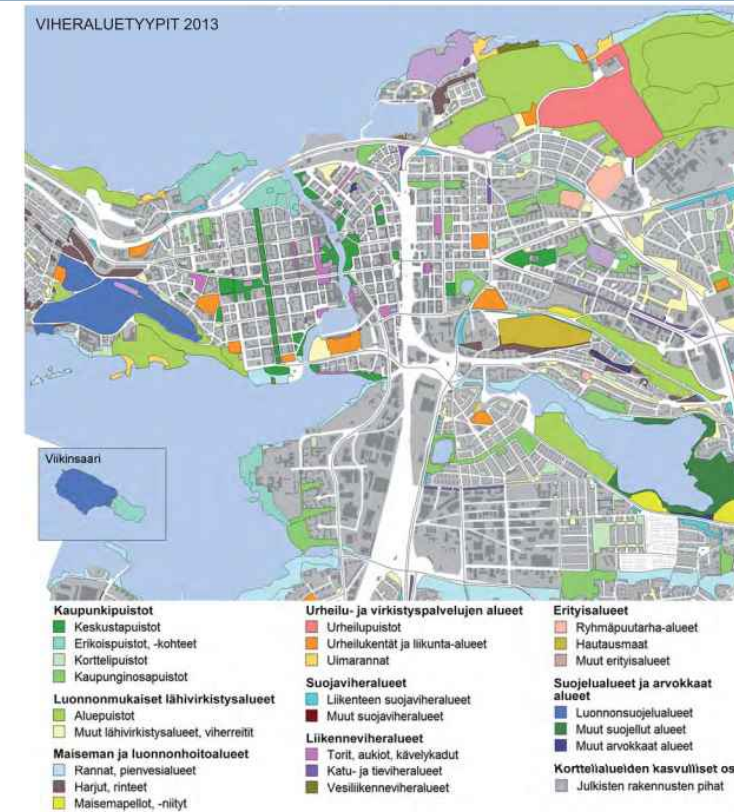 VIHERALUETYYPIT 2013
Viikinsaari
Kaupunkipuistot
Keskustapuistot
Erikoispuistot, -kohteet
Korttelipuistot
Kaupunginosapuistot
Luonnonmukaiset lähivirkistysalueet
Aluepuistot
Muut lähivirkistysalueet, viherreitit
Maiseman ja luonnonhoitoalueet
Rannat, pienvesialueet
Harjut, rinteet
Maisemapellot, -niityt
Urheilu- ja virkistyspalvelujen alueet
Urheilupuistot
Urheilukentät ja liikunta-alueet
Uimarannat
Suojaviheralueet
Liikenteen suojaviheralueet
Muut suojaviheralueet
Liikenneviheralueet
Torit, aukiot, kävelykadut
Katu- ja tieviheralueet
Vesiliikenneviheralueet
Erityisalueet
Ryhmäpuutarha-alueet
Hautausmaat
Muut erityisalueet
Suojelualueet ja arvokkaat
alueet
Luonnonsuojelualueet
Muut suojellut alueet
Muut arvokkaat alueet
Korttelialueiden kasvulliset os
Julkisten rakennusten pihat